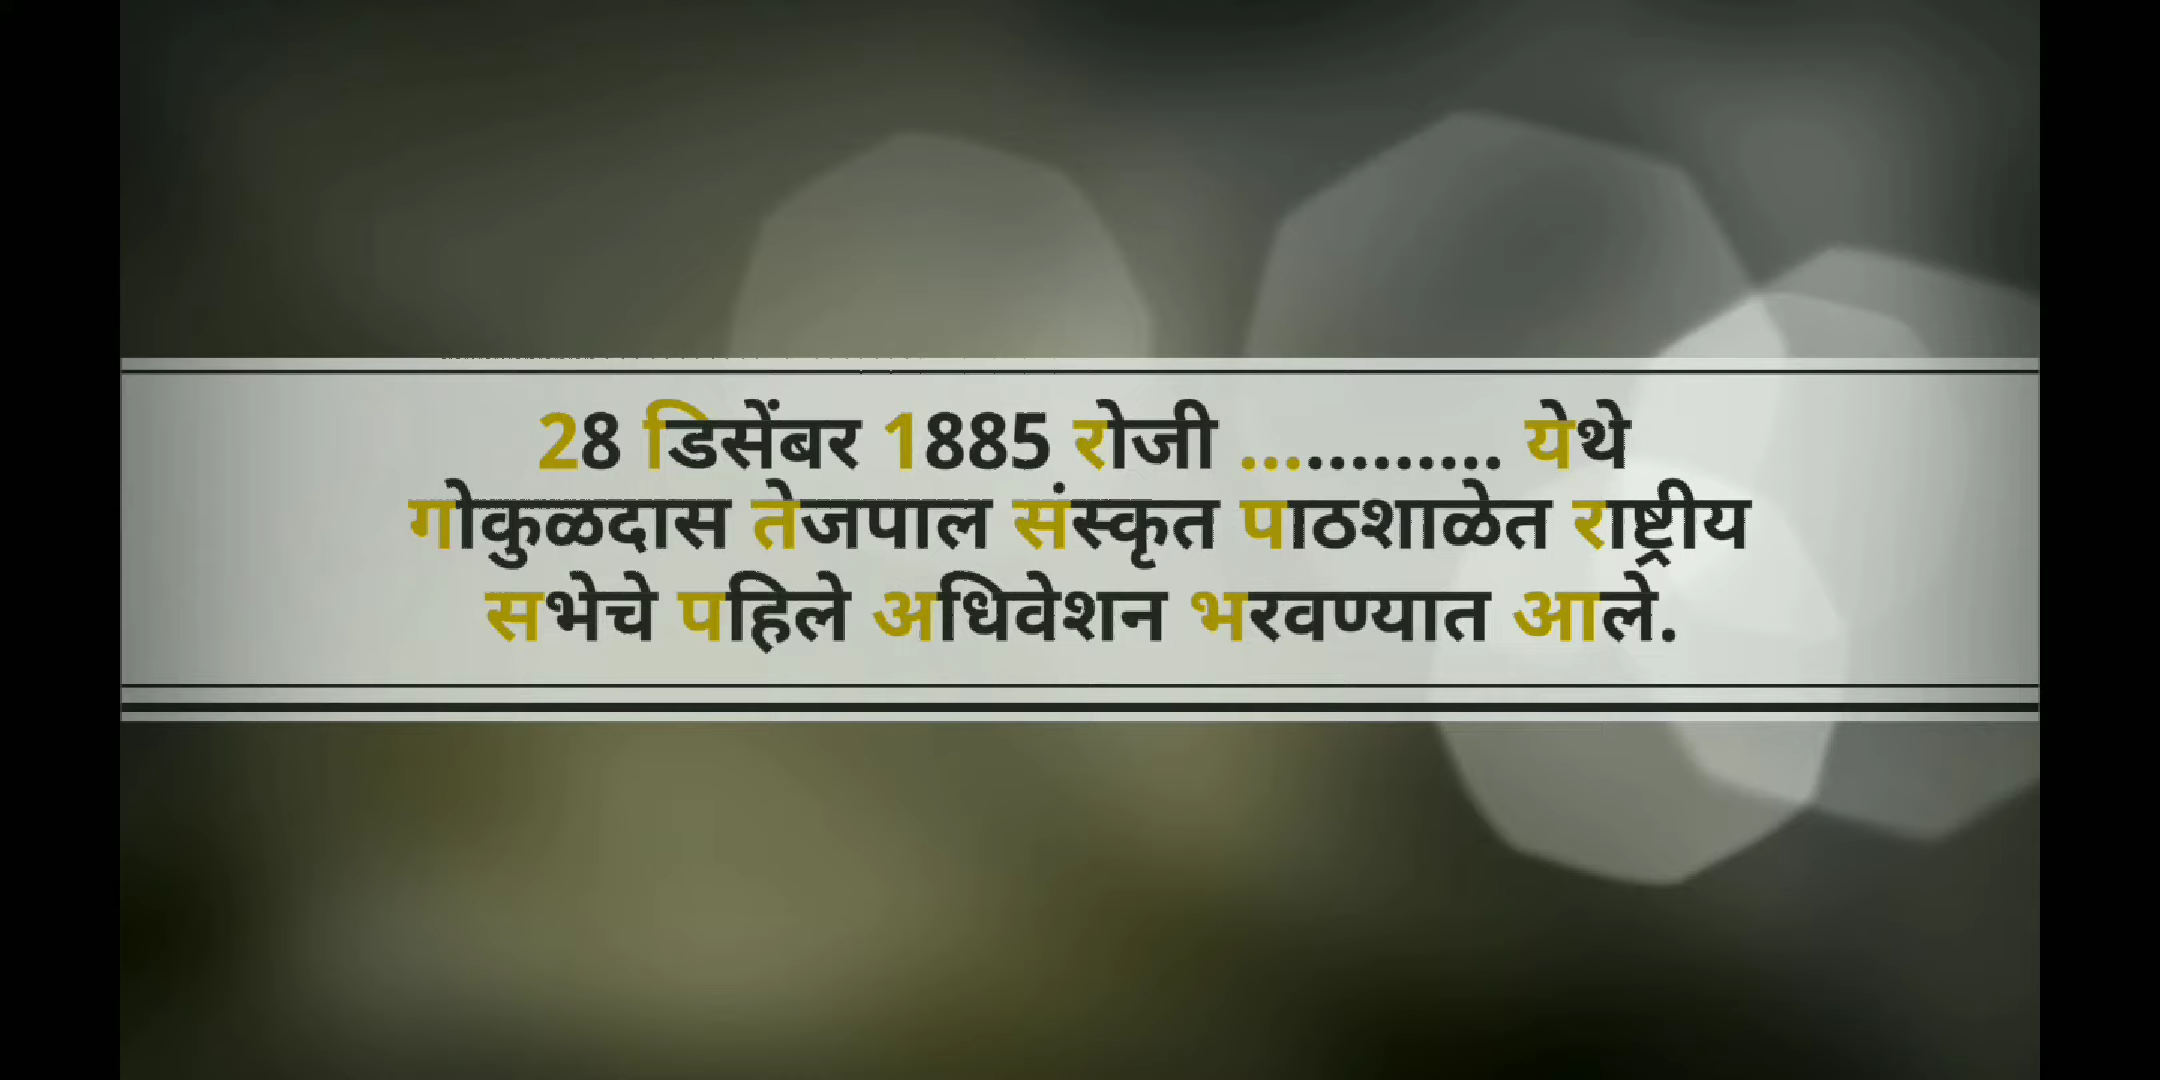 28 डिसेंबर 1885 रोजी ............ येथे
गोकुळदास तेजपाल संस्कृत पाठशाळेत राष्ट्रीय
सभेचे पहिले अधिवेशन भरवण्यात आले.